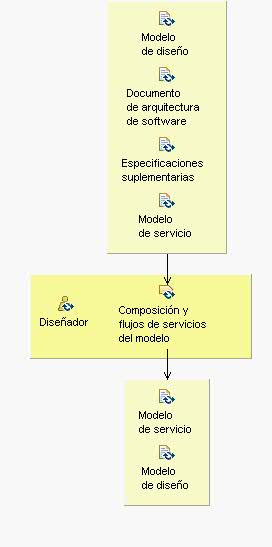 Modelo
de diseño
Documento
de arquitectura
de software
Especificaciones
suplementarias
Modelo
de servicio
Diseñador
Composición y
flujos de servicios
del modelo
Modelo
de servicio
Modelo
de diseño